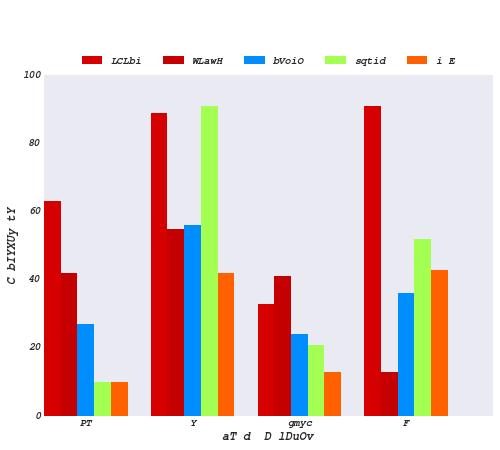 LCLbi WLawH bVoiO sqtid i E
100
80
60
40
20
0
C bIYXUy tY
PT Y gmyc F
aT d D lDuOv